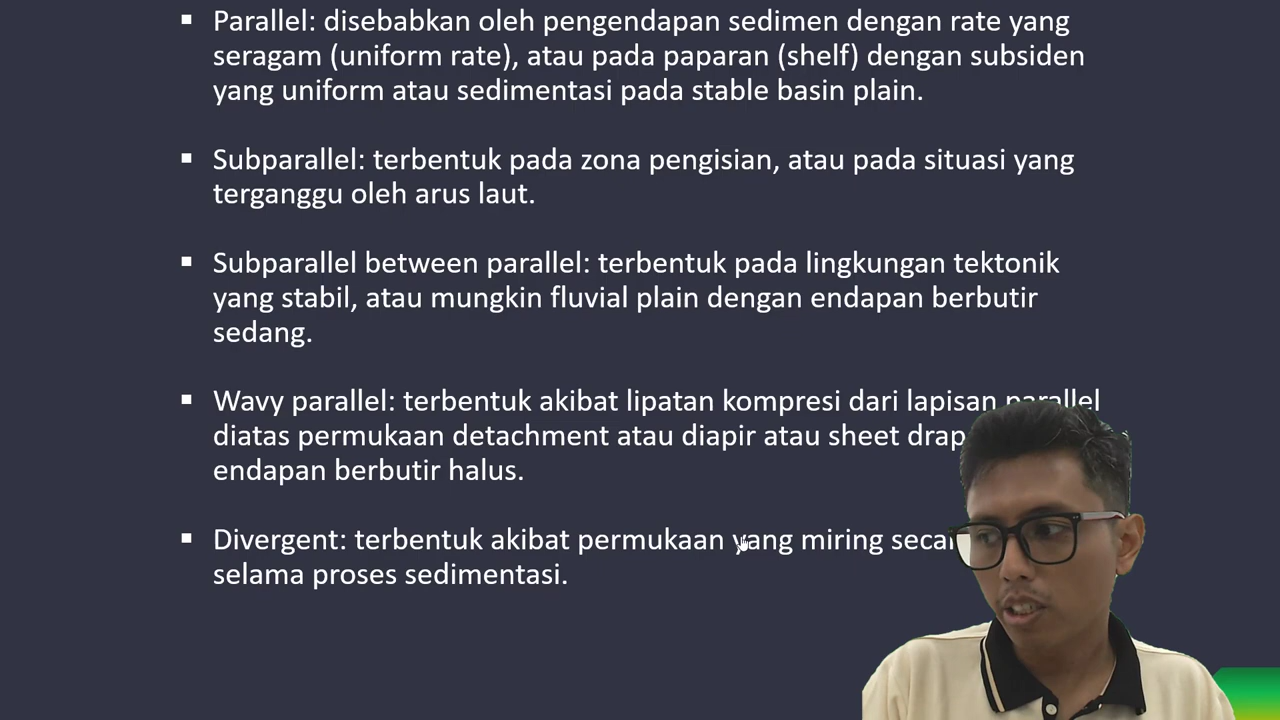 ▪ Parallel: disebabkan oleh pengendapan sedimen dengan rate yang
seragam (uniform rate), atau pada paparan (shelf) dengan subsiden
yang uniform atau sedimentasi pada stable basin plain.
▪ Subparallel: terbentuk pada zona pengisian, atau pada situasi yang
terganggu oleh arus laut.
▪ Subparallel between parallel: terbentuk pada lingkungan tektonik
yang stabil, atau mungkin fluvial plain dengan endapan berbutir
sedang.
▪ Wavy parallel: terbentuk akibat lipatan kompresi dari lapisan parallel
diatas permukaan detachment atau diapir atau sheet drap
endapan berbutir halus.
▪ Divergent: terbentuk akibat permukaan yang miring
selama proses sedimentasi.